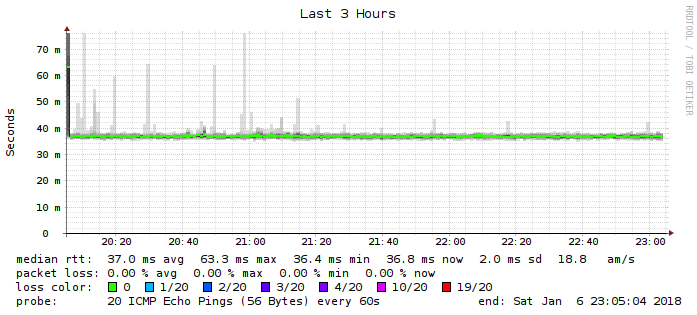 Last 3 Hours
RRDTOOL / TOBI OETIKER
Seconds
70 m
60 m
50 m
40 m
30 m
20 m
10 m
0
20:20 20:40 21:00 21:20 21:40 22:00 22:20 22:40 23:00
median rtt: 37.0 ms avg 63.3 ms max 36.4 ms min 36.8 ms now 2.0 ms sd 18.8 am/s
packet loss: 0.00 % avg 0.00 % max 0.00 % min 0.00 % now
loss color: 0 1/20 2/20 3/20 4/20 10/20 19/20
probe: 20 ICMP Echo Pings (56 Bytes) every 60s end: Sat Jan 6 23:05:04 2018